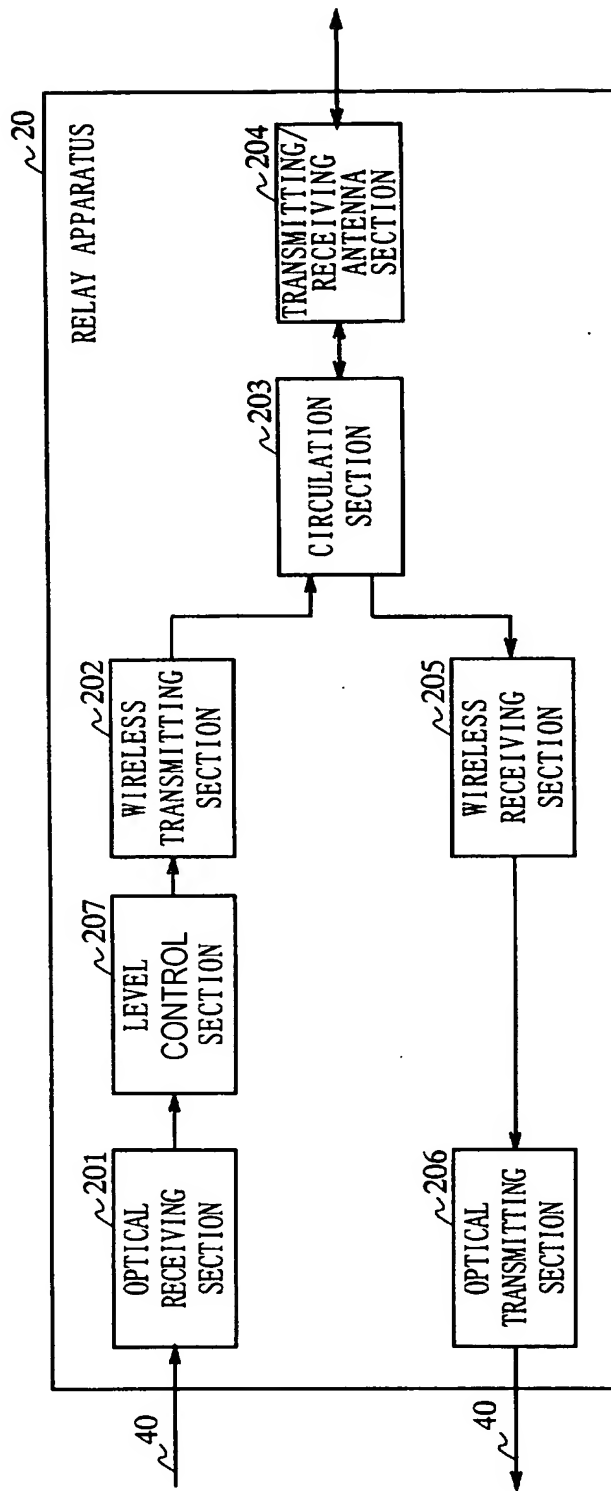 20
RELAY APPARATUS
40
201
OPTICAL
RECEIVING
SECTION
207
LEVEL
CONTROL
SECTION
202
WIRELESS
TRANSMITTING
SECTION
203
CIRCULATION
SECTION
204
TRANSMITTING/
RECEIVING
ANTENNA
SECTION
205
WIRELESS
RECEIVING
SECTION
206
OPTICAL
TRANSMITTING
SECTION
40